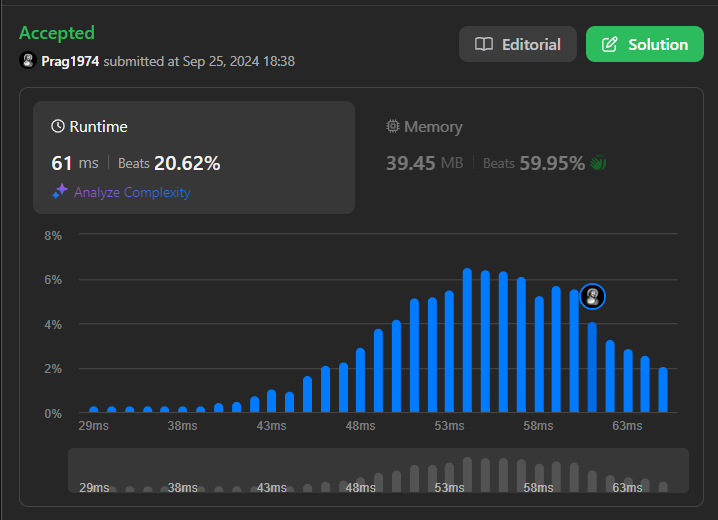 Accepted
Editorial
Solution
Prag1974 submitted at Sep 25, 2024 18:38
Runtime
Memory
61 ms Beats 20.62%
39.45 MB Beats 59.95%
Analyze Complexity
8%
6%
4%
2%
0%
29ms 38ms 43ms 48ms 53ms 58ms 63ms
29ms 38ms 43ms 48ms 53ms 58ms 63ms